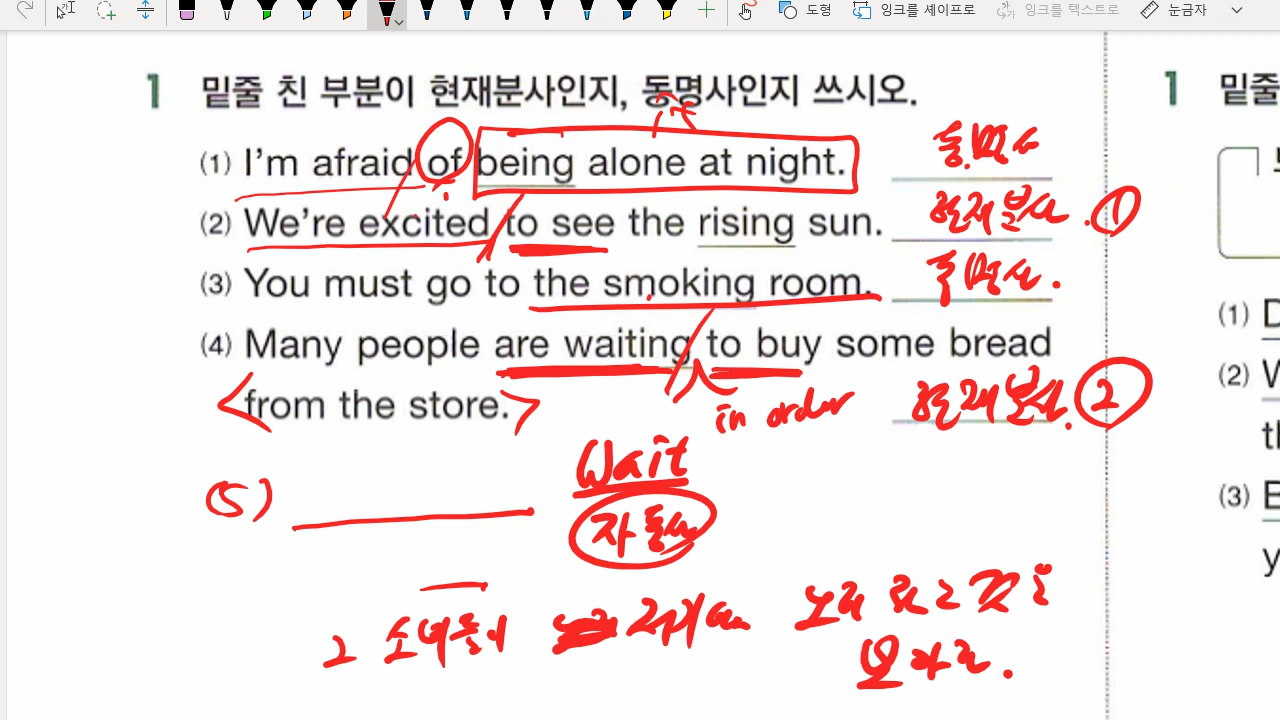 도형 잉크를 셰이프로 잉크를 텍스트로 눈금자
1 밑줄 친 부분이 현재분사인지, 동명사인지 쓰시오.
(1) I'm afraid of being alone at night. 동명사
(2) We're excited to see the rising sun. 현재분사. ①
(3) You must go to the smoking room. 동명사.
(4) Many people are waiting to buy some bread
from the store. in order 현재분사. ②
Wait
(5)
자동사
그 소녀들이 노래 하는 것을
보아라.
1 밑줄
(1) D
(2) W
th
(3) E
y